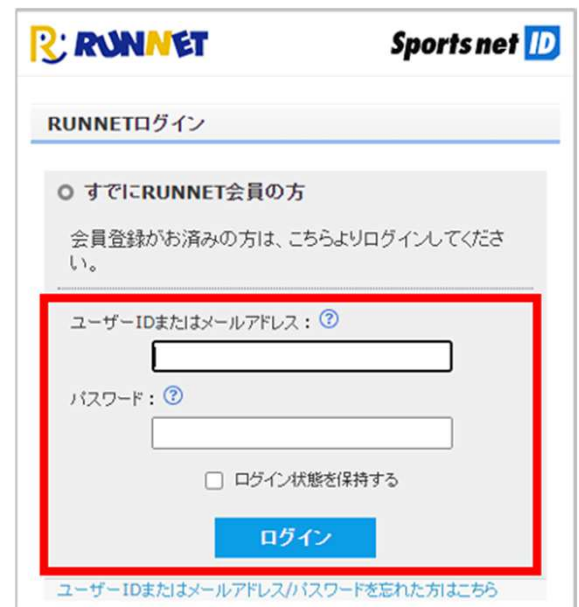 R: RUNNET Sports net ID
RUNNETログイン
すでにRUNNET会員の方
会員登録がお済みの方は、こちらよりログインしてくださ
い。
ユーザーIDまたはメールアドレス：?
パスワード：?
ログイン状態を保持する
ログイン
ユーザーIDまたはメールアドレス/パスワードを忘れた方はこちら